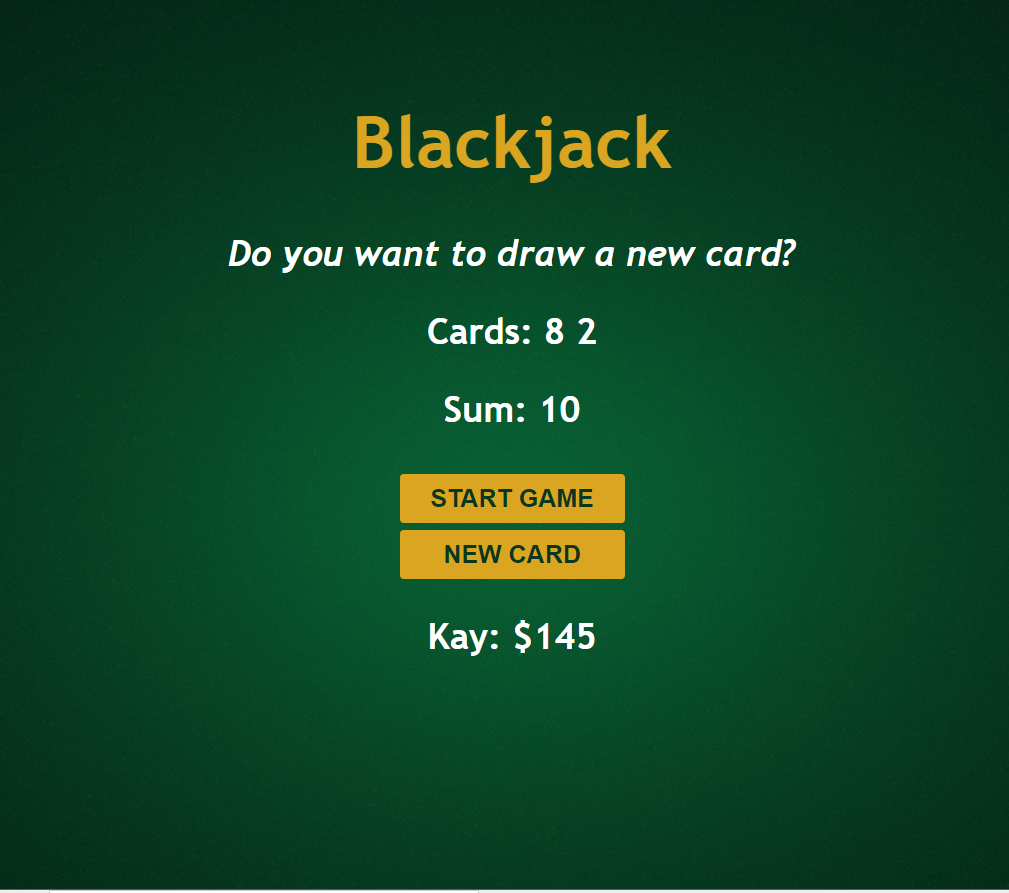 Blackjack
Do you want to draw a new card?
Cards: 8 2
Sum: 10
START GAME
NEW CARD
Kay: $145